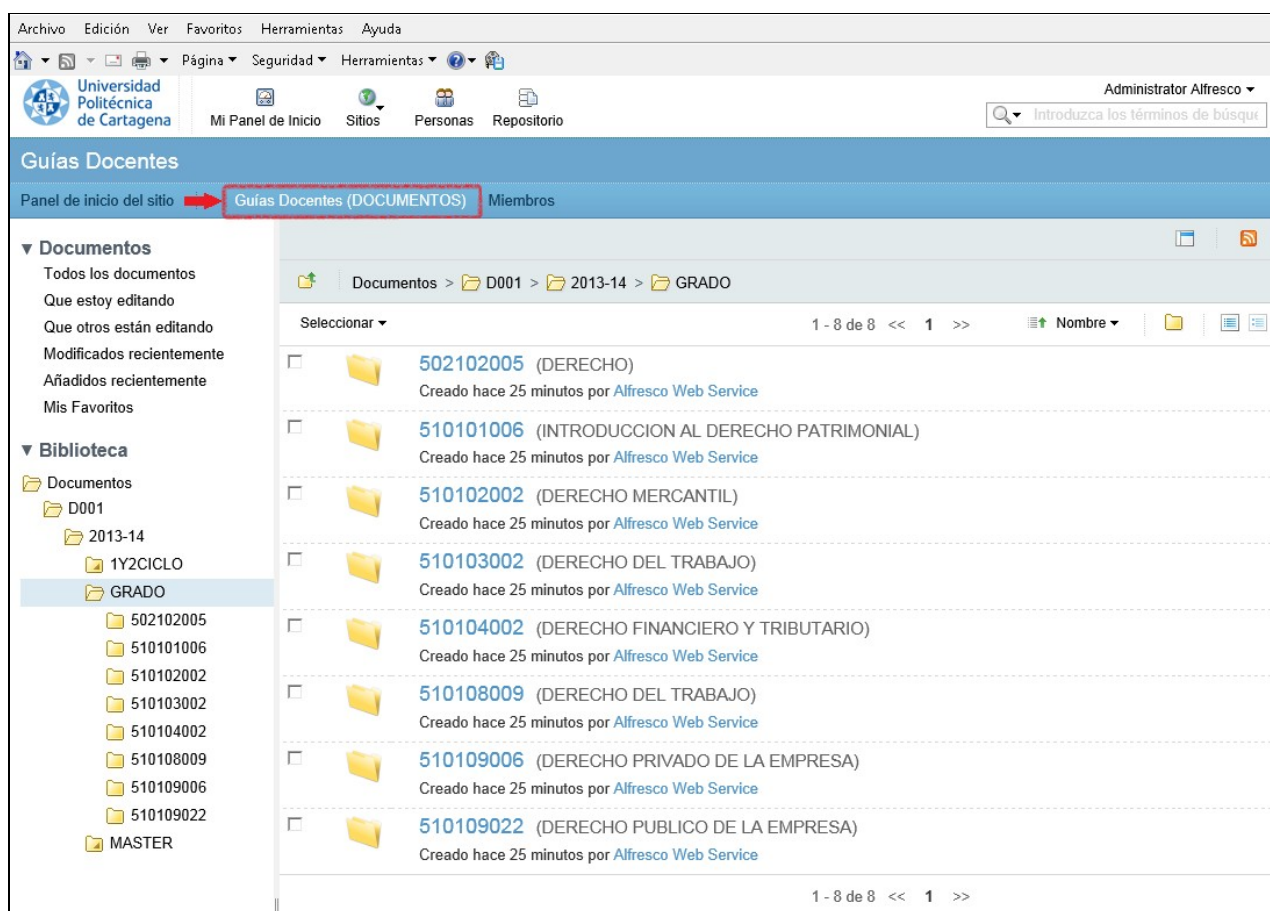 Archivo Edición Ver Favoritos Herramientas Ayuda
Página Seguridad Herramientas
Universidad
Politécnica
de Cartagena
Mi Panel de Inicio Sitios Personas Repositorio
Administrator Alfresco
Introduzca los términos de búsque
Guías Docentes
Panel de inicio del sitio Guías Docentes (DOCUMENTOS) Miembros
Documentos
Todos los documentos
Que estoy editando
Que otros están editando
Modificados recientemente
Añadidos recientemente
Mis Favoritos
Biblioteca
Documentos
D001
2013-14
1Y2CICLO
GRADO
502102005
510101006
510102002
510103002
510104002
510108009
510109006
510109022
MASTER
Documentos > D001 > 2013-14 > GRADO
Seleccionar 1 - 8 de 8 << 1 >> Nombre
502102005 (DERECHO)
Creado hace 25 minutos por Alfresco Web Service
510101006 (INTRODUCCION AL DERECHO PATRIMONIAL)
Creado hace 25 minutos por Alfresco Web Service
510102002 (DERECHO MERCANTIL)
Creado hace 25 minutos por Alfresco Web Service
510103002 (DERECHO DEL TRABAJO)
Creado hace 25 minutos por Alfresco Web Service
510104002 (DERECHO FINANCIERO Y TRIBUTARIO)
Creado hace 25 minutos por Alfresco Web Service
510108009 (DERECHO DEL TRABAJO)
Creado hace 25 minutos por Alfresco Web Service
510109006 (DERECHO PRIVADO DE LA EMPRESA)
Creado hace 25 minutos por Alfresco Web Service
510109022 (DERECHO PUBLICO DE LA EMPRESA)
Creado hace 25 minutos por Alfresco Web Service
1 - 8 de 8 << 1 >>